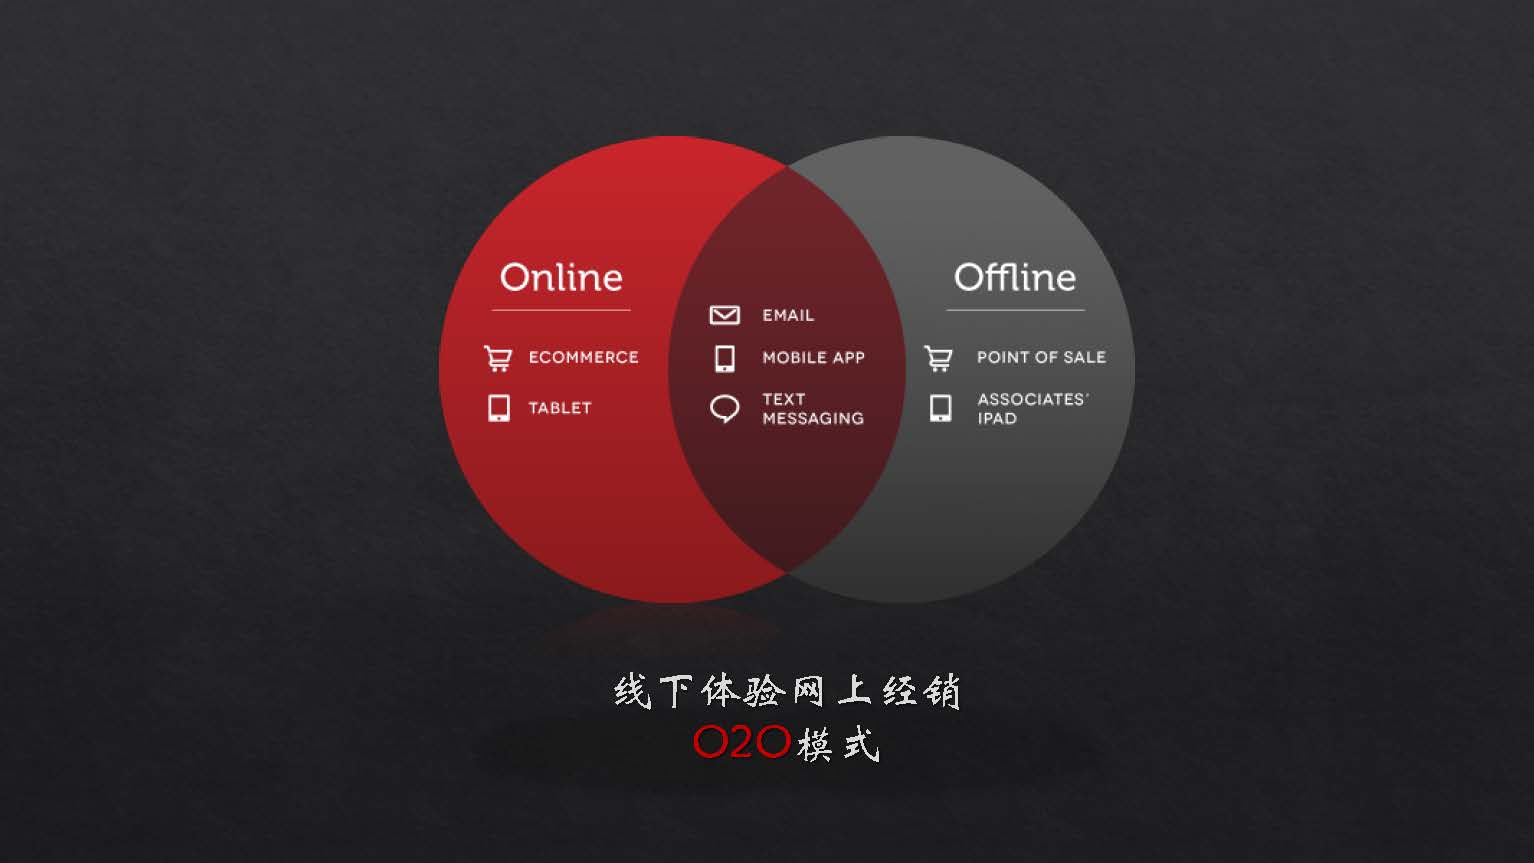 Online
ECOMMERCE
TABLET
EMAIL
MOBILE APP
TEXT
MESSAGING
Offline
POINT OF SALE
ASSOCIATES'
IPAD
线下体验网上经销
O2O模式